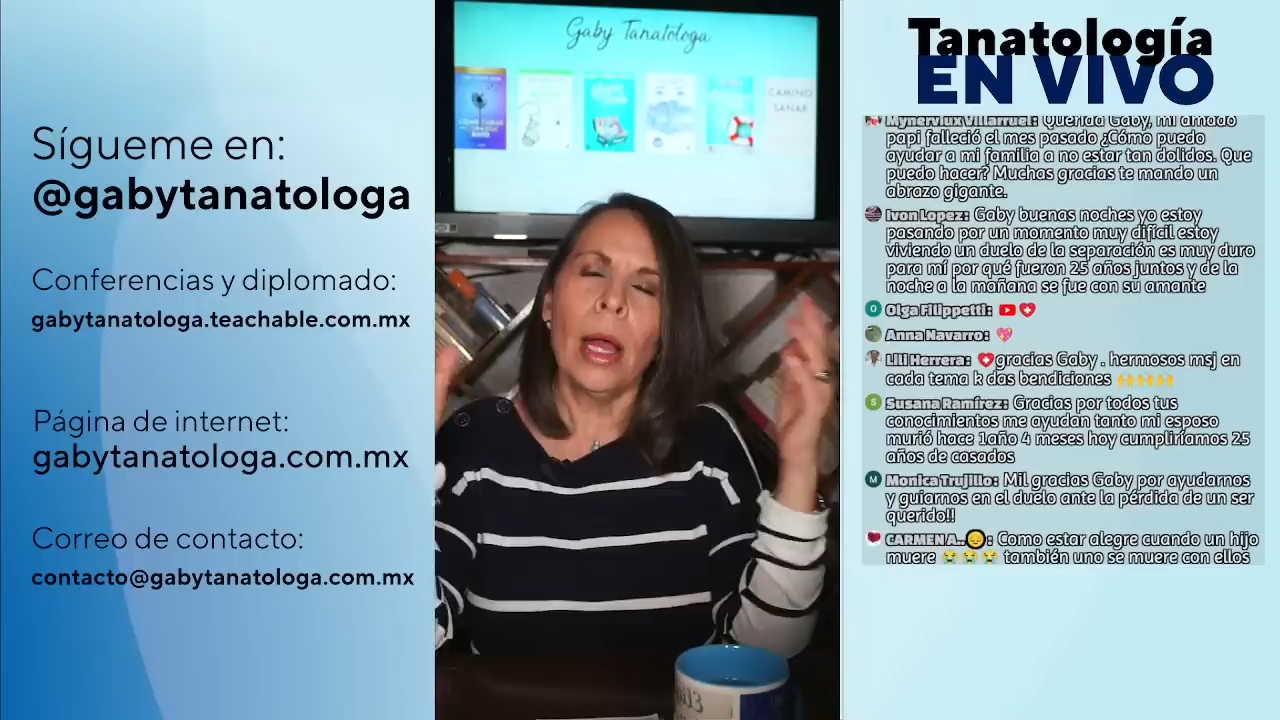 Sígueme en:
@gabytanatologa
Conferencias y diplomado:
gabytanatologa.teachable.com.mx
Página de internet:
gabytanatologa.com.mx
Correo de contacto:
contacto@gabytanatologa.com.mx
Gaby Tanatóloga
CAMINO
SANAR
Tanatología
EN VIVO
Querida Gaby, mi amado
papi falleció el mes pasado ¿Cómo puedo
ayudar a mi familia a no estar tan dolidos. Que
puedo hacer? Muchas gracias te mando un
abrazo gigante.
Ivon Lopez: Gaby buenas noches yo estoy
pasando por un momento muy difícil estoy
viviendo un duelo de la separación es muy duro
para mí por qué fueron 25 años juntos y de la
noche a la mañana se fue con su amante
Olga Filippetti: ❤️
Anna Navarro: 💖
Lili Herrera: ❤️gracias Gaby . hermosos msj en
cada tema k das bendiciones 🙌🙌🙌🙌
Susana Ramírez: Gracias por todos tus
conocimientos me ayudan tanto mi esposo
murió hace 1año 4 meses hoy cumpliríamos 25
años de casados
Monica Trujillo: Mil gracias Gaby por ayudarnos
y guiarnos en el duelo ante la pérdida de un ser
querido!!
CARMEN A..: Como estar alegre cuando un hijo
muere 😭😭😭 también uno se muere con ellos